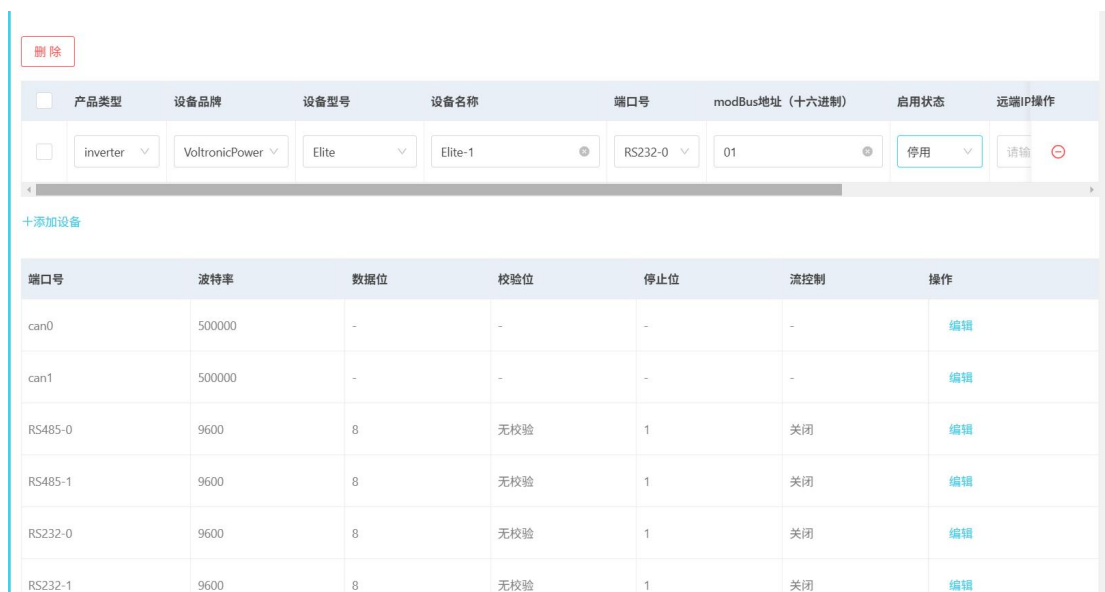 删 除
产品类型 设备品牌 设备型号 设备名称 端口号 modBus地址（十六进制） 启用状态 远端IP操作
inverter VoltronicPower Elite Elite-1 RS232-0 01 停用 请输
＋添加设备
端口号 波特率 数据位 校验位 停止位 流控制 操作
can0 500000 - - - - 编辑
can1 500000 - - - - 编辑
RS485-0 9600 8 无校验 1 关闭 编辑
RS485-1 9600 8 无校验 1 关闭 编辑
RS232-0 9600 8 无校验 1 关闭 编辑
RS232-1 9600 8 无校验 1 关闭 编辑